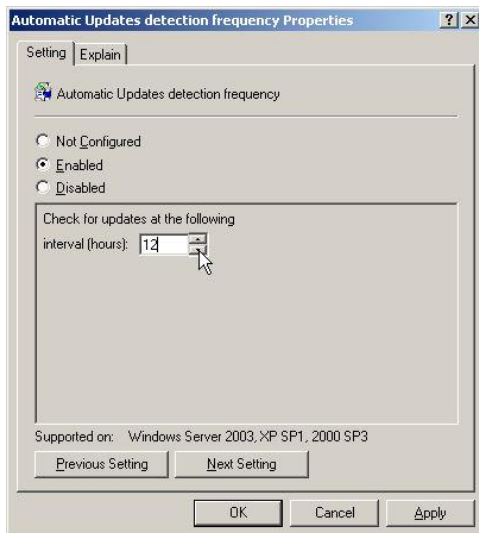 Automatic Updates detection frequency Properties
Setting Explain
Automatic Updates detection frequency
Not Configured
Enabled
Disabled
Check for updates at the following
interval (hours): 12
Supported on: Windows Server 2003, XP SP1, 2000 SP3
Previous Setting Next Setting
OK Cancel Apply